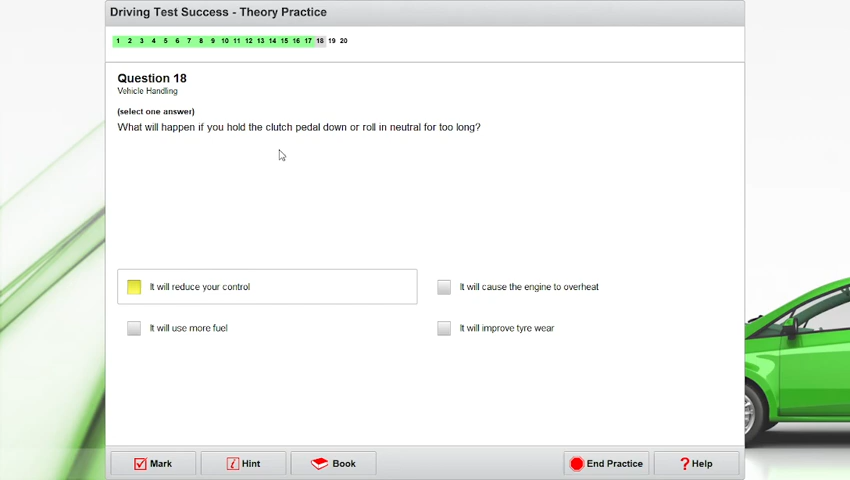 Driving Test Success - Theory Practice
1 2 3 4 5 6 7 8 9 10 11 12 13 14 15 16 17 18 19 20
Question 18
Vehicle Handling
(select one answer)
What will happen if you hold the clutch pedal down or roll in neutral for too long?
It will reduce your control
It will cause the engine to overheat
It will use more fuel
It will improve tyre wear
Mark
Hint
Book
End Practice
? Help